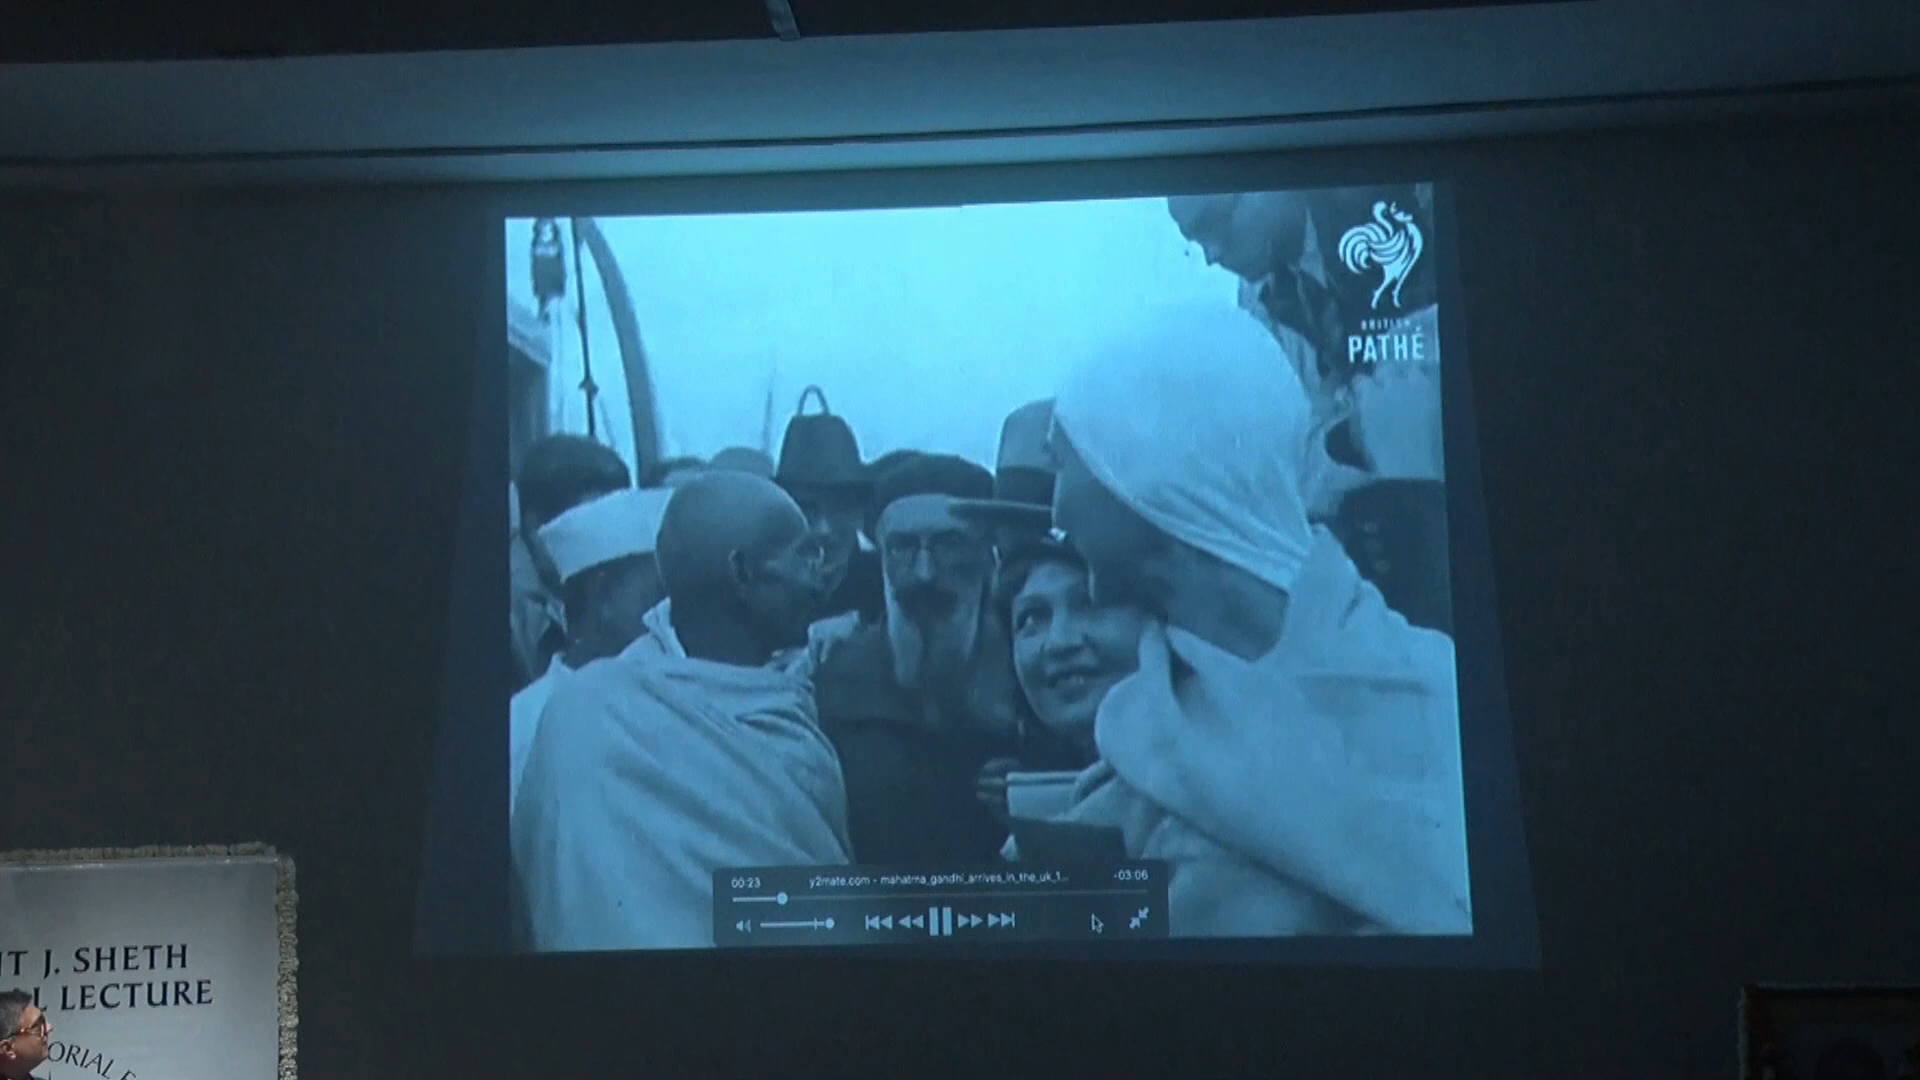 BRITISH
PATHÉ
00:23
y2mate.com - mahatma_gandhi_arrives_in_the_uk_1...
-03:06
J. SHETH
LECTURE
ORIAL